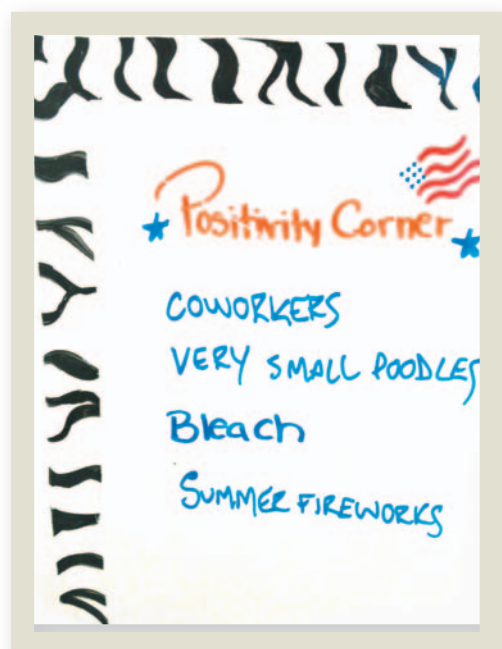 Positivity Corner
COWORKERS
VERY SMALL POODLES
Bleach
SUMMER FIREWORKS